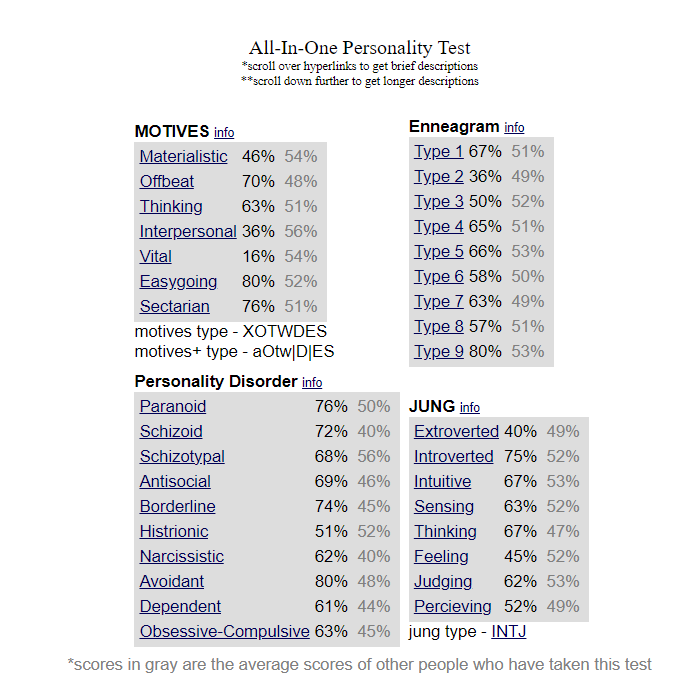 All-In-One Personality Test
*scroll over hyperlinks to get brief descriptions
**scroll down further to get longer descriptions
MOTIVES info
Materialistic 46% 54%
Offbeat 70% 48%
Thinking 63% 51%
Interpersonal 36% 56%
Vital 16% 54%
Easygoing 80% 52%
Sectarian 76% 51%
motives type - XOTWDES
motives+ type - aOtw|D|ES
Enneagram info
Type 1 67% 51%
Type 2 36% 49%
Type 3 50% 52%
Type 4 65% 51%
Type 5 66% 53%
Type 6 58% 50%
Type 7 63% 49%
Type 8 57% 51%
Type 9 80% 53%
Personality Disorder info
Paranoid 76% 50%
Schizoid 72% 40%
Schizotypal 68% 56%
Antisocial 69% 46%
Borderline 74% 45%
Histrionic 51% 52%
Narcissistic 62% 40%
Avoidant 80% 48%
Dependent 61% 44%
Obsessive-Compulsive 63% 45%
JUNG info
Extroverted 40% 49%
Introverted 75% 52%
Intuitive 67% 53%
Sensing 63% 52%
Thinking 67% 47%
Feeling 45% 52%
Judging 62% 53%
Percieving 52% 49%
jung type - INTJ
*scores in gray are the average scores of other people who have taken this test